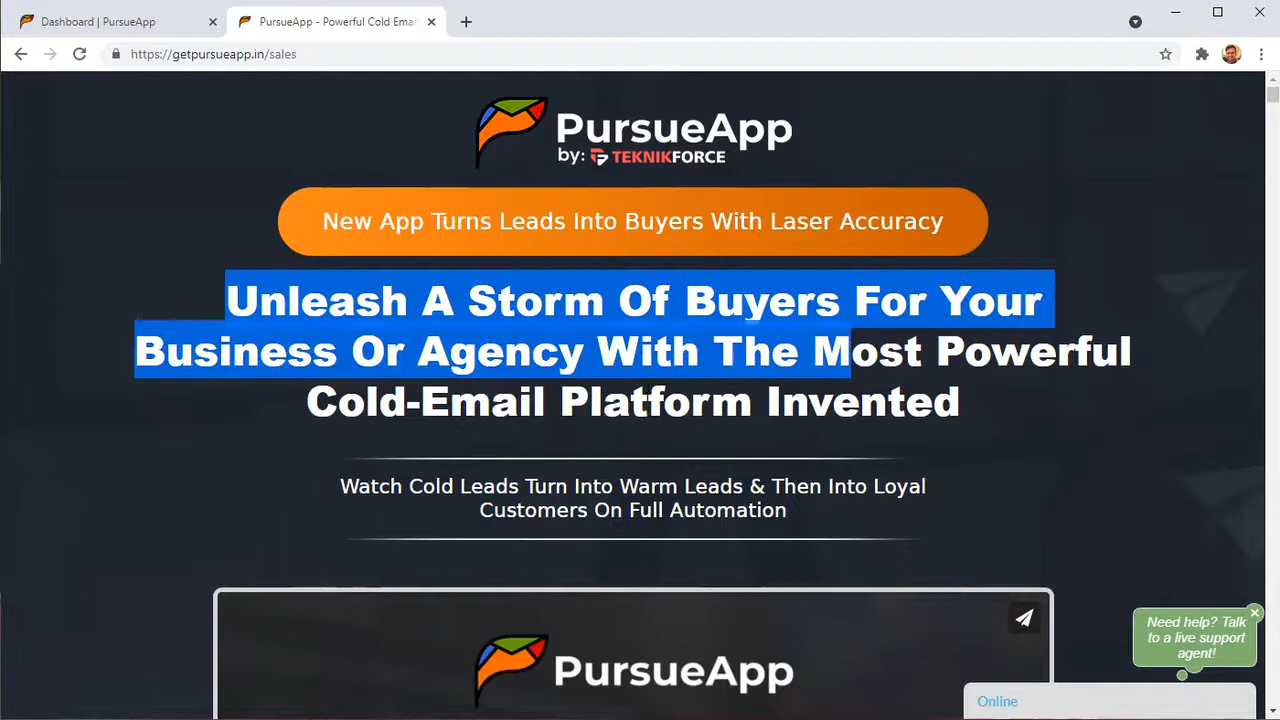 Dashboard | PursueApp
PursueApp - Powerful Cold Emai
https://getpursueapp.in/sales
PursueApp
by: TEKNIKFORCE
New App Turns Leads Into Buyers With Laser Accuracy
Unleash A Storm Of Buyers For Your
Business Or Agency With The Most Powerful
Cold-Email Platform Invented
Watch Cold Leads Turn Into Warm Leads & Then Into Loyal
Customers On Full Automation
PursueApp
Need help? Talk
to a live support
agent!
Online